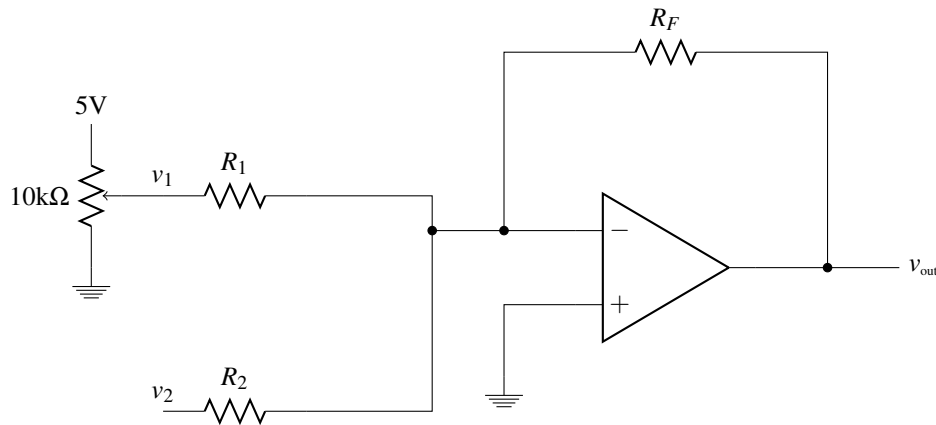 R_F
5V
v_1
R_1
10kΩ
−
v_out
+
v_2
R_2